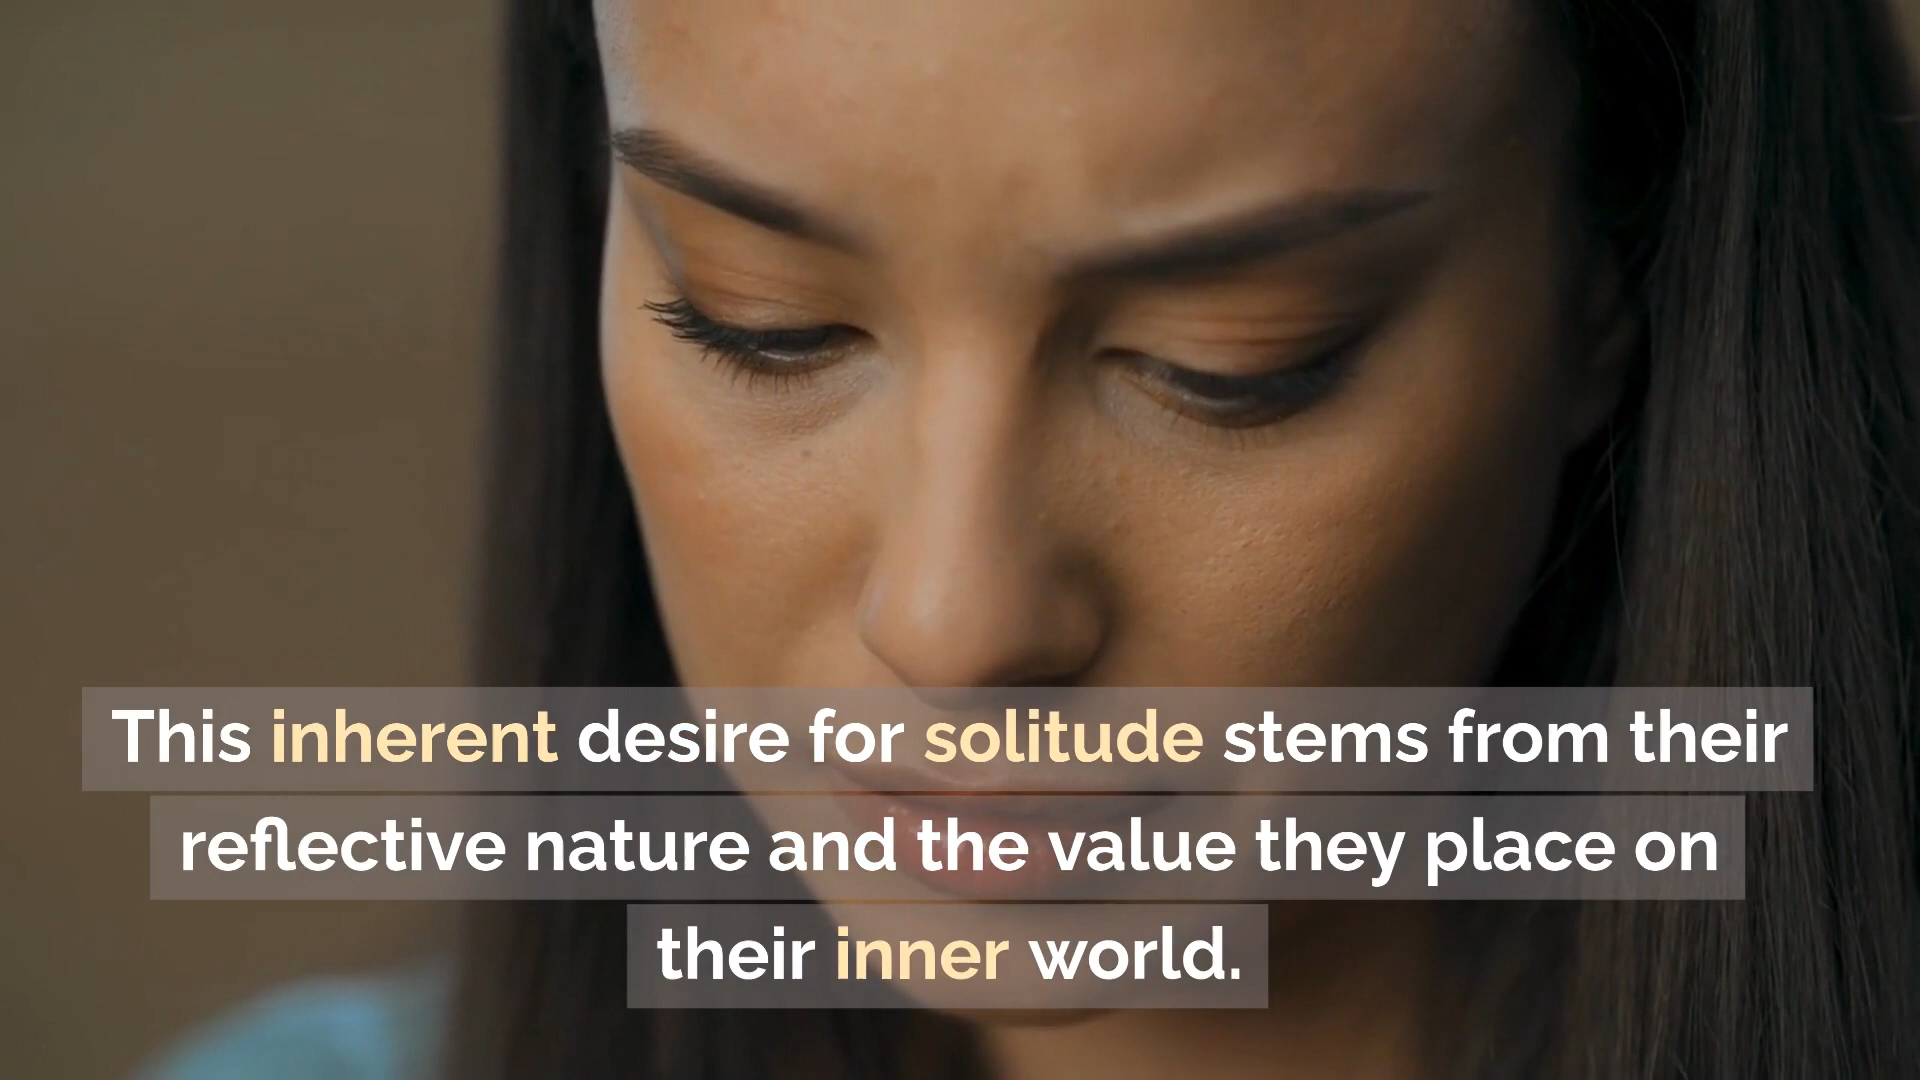 This inherent desire for solitude stems from their
reflective nature and the value they place on
their inner world.